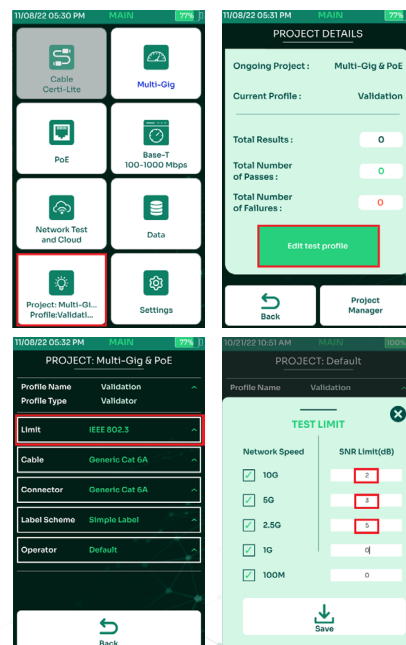 11/08/22 05:30 PM MAIN 77%
Cable
Certi-Lite
Multi-Gig
PoE
Base-T
100-1000 Mbps
Network Test
and Cloud
Data
Project: Multi-Gi...
Profile:Validati...
Settings
11/08/22 05:31 PM MAIN 77%
PROJECT DETAILS
Ongoing Project : Multi-Gig & PoE
Current Profile : Validation
Total Results : 0
Total Number
of Passes : 0
Total Number
of Failures : 0
Edit test profile
Back
Project
Manager
11/08/22 05:32 PM MAIN 77%
PROJECT: Multi-Gig & PoE
Profile Name Validation
Profile Type Validator
Limit IEEE 802.3
Cable Generic Cat 6A
Connector Generic Cat 6A
Label Scheme Simple Label
Operator Default
Back
10/21/22 10:51 AM MAIN 100%
PROJECT: Default
Profile Name Validation
TEST LIMIT
Network Speed SNR Limit(dB)
10G 2
5G 3
2.5G 5
1G 0
100M 0
Save